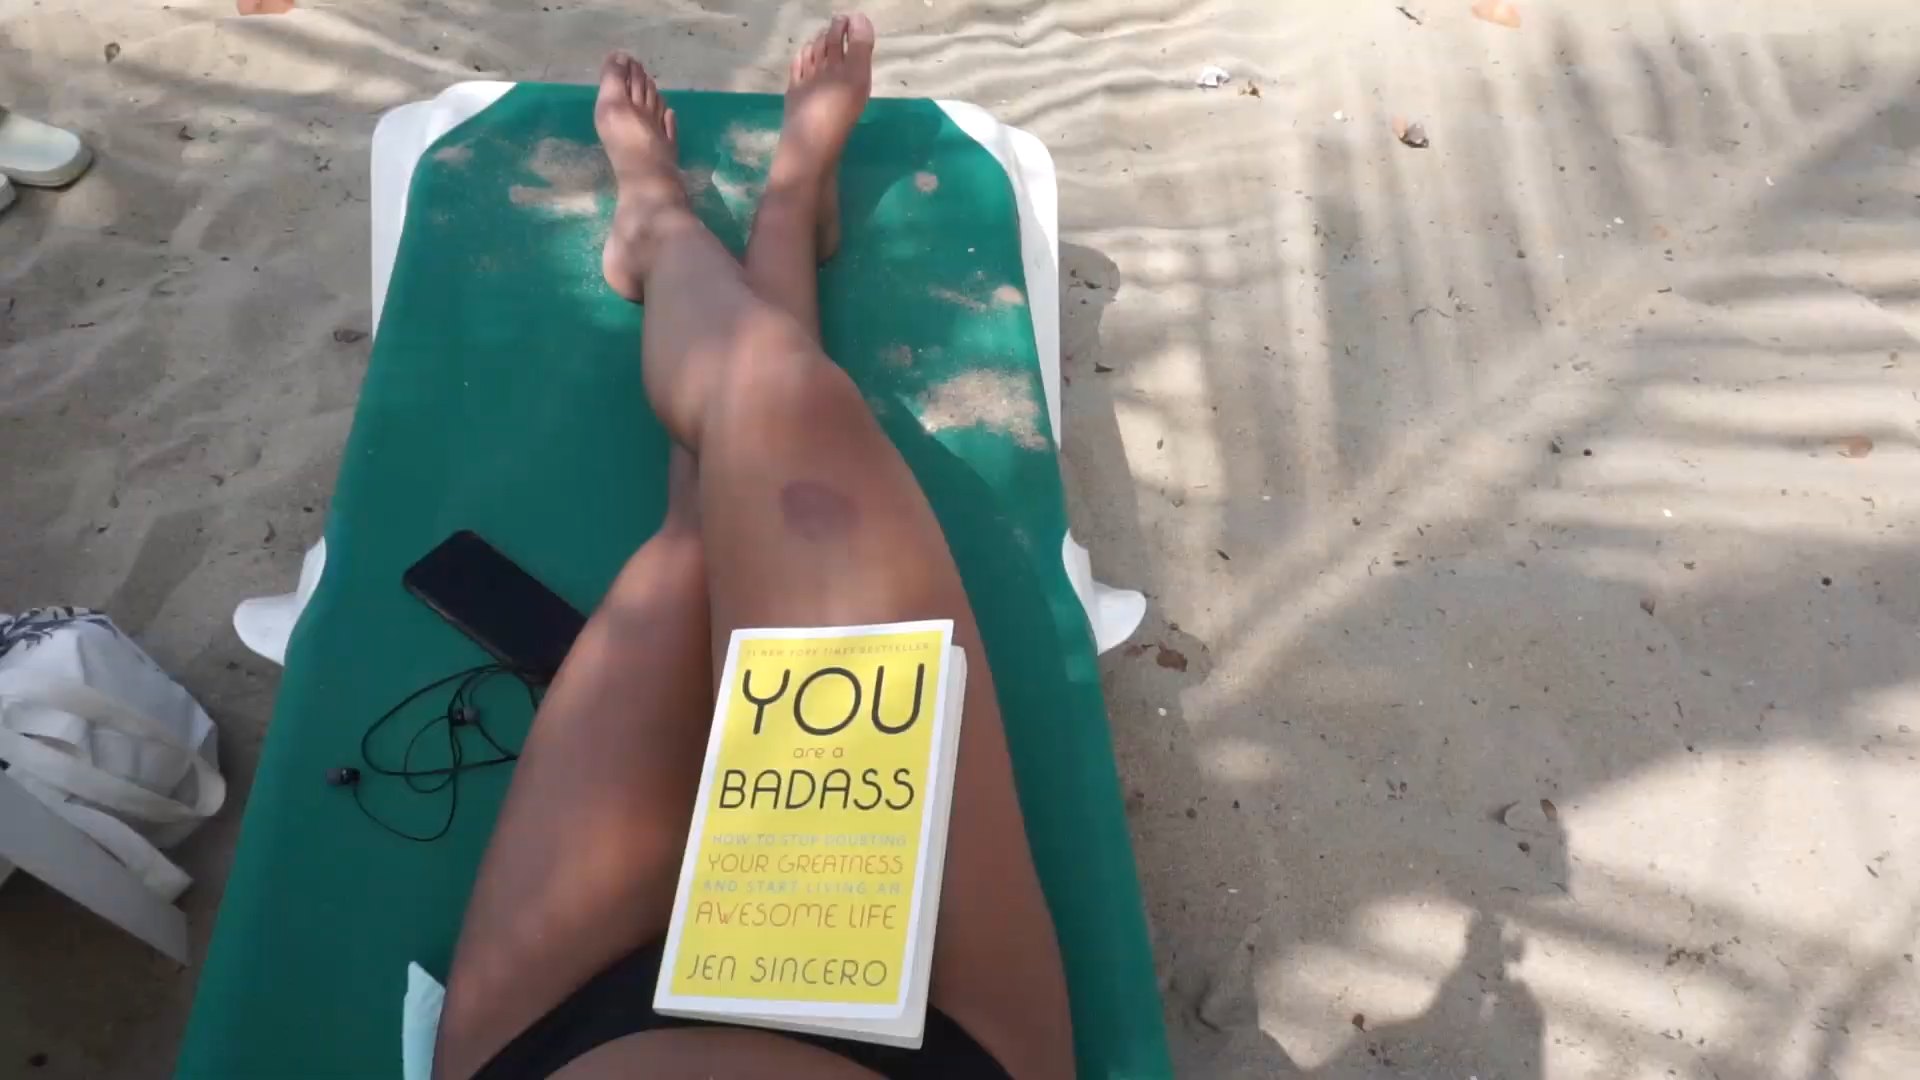 #1 NEW YORK TIMES BESTSELLER
YOU
are a
BADASS
HOW TO STOP DOUBTING
YOUR GREATNESS
AND START LIVING AN
AWESOME LIFE
JEN SINCERO